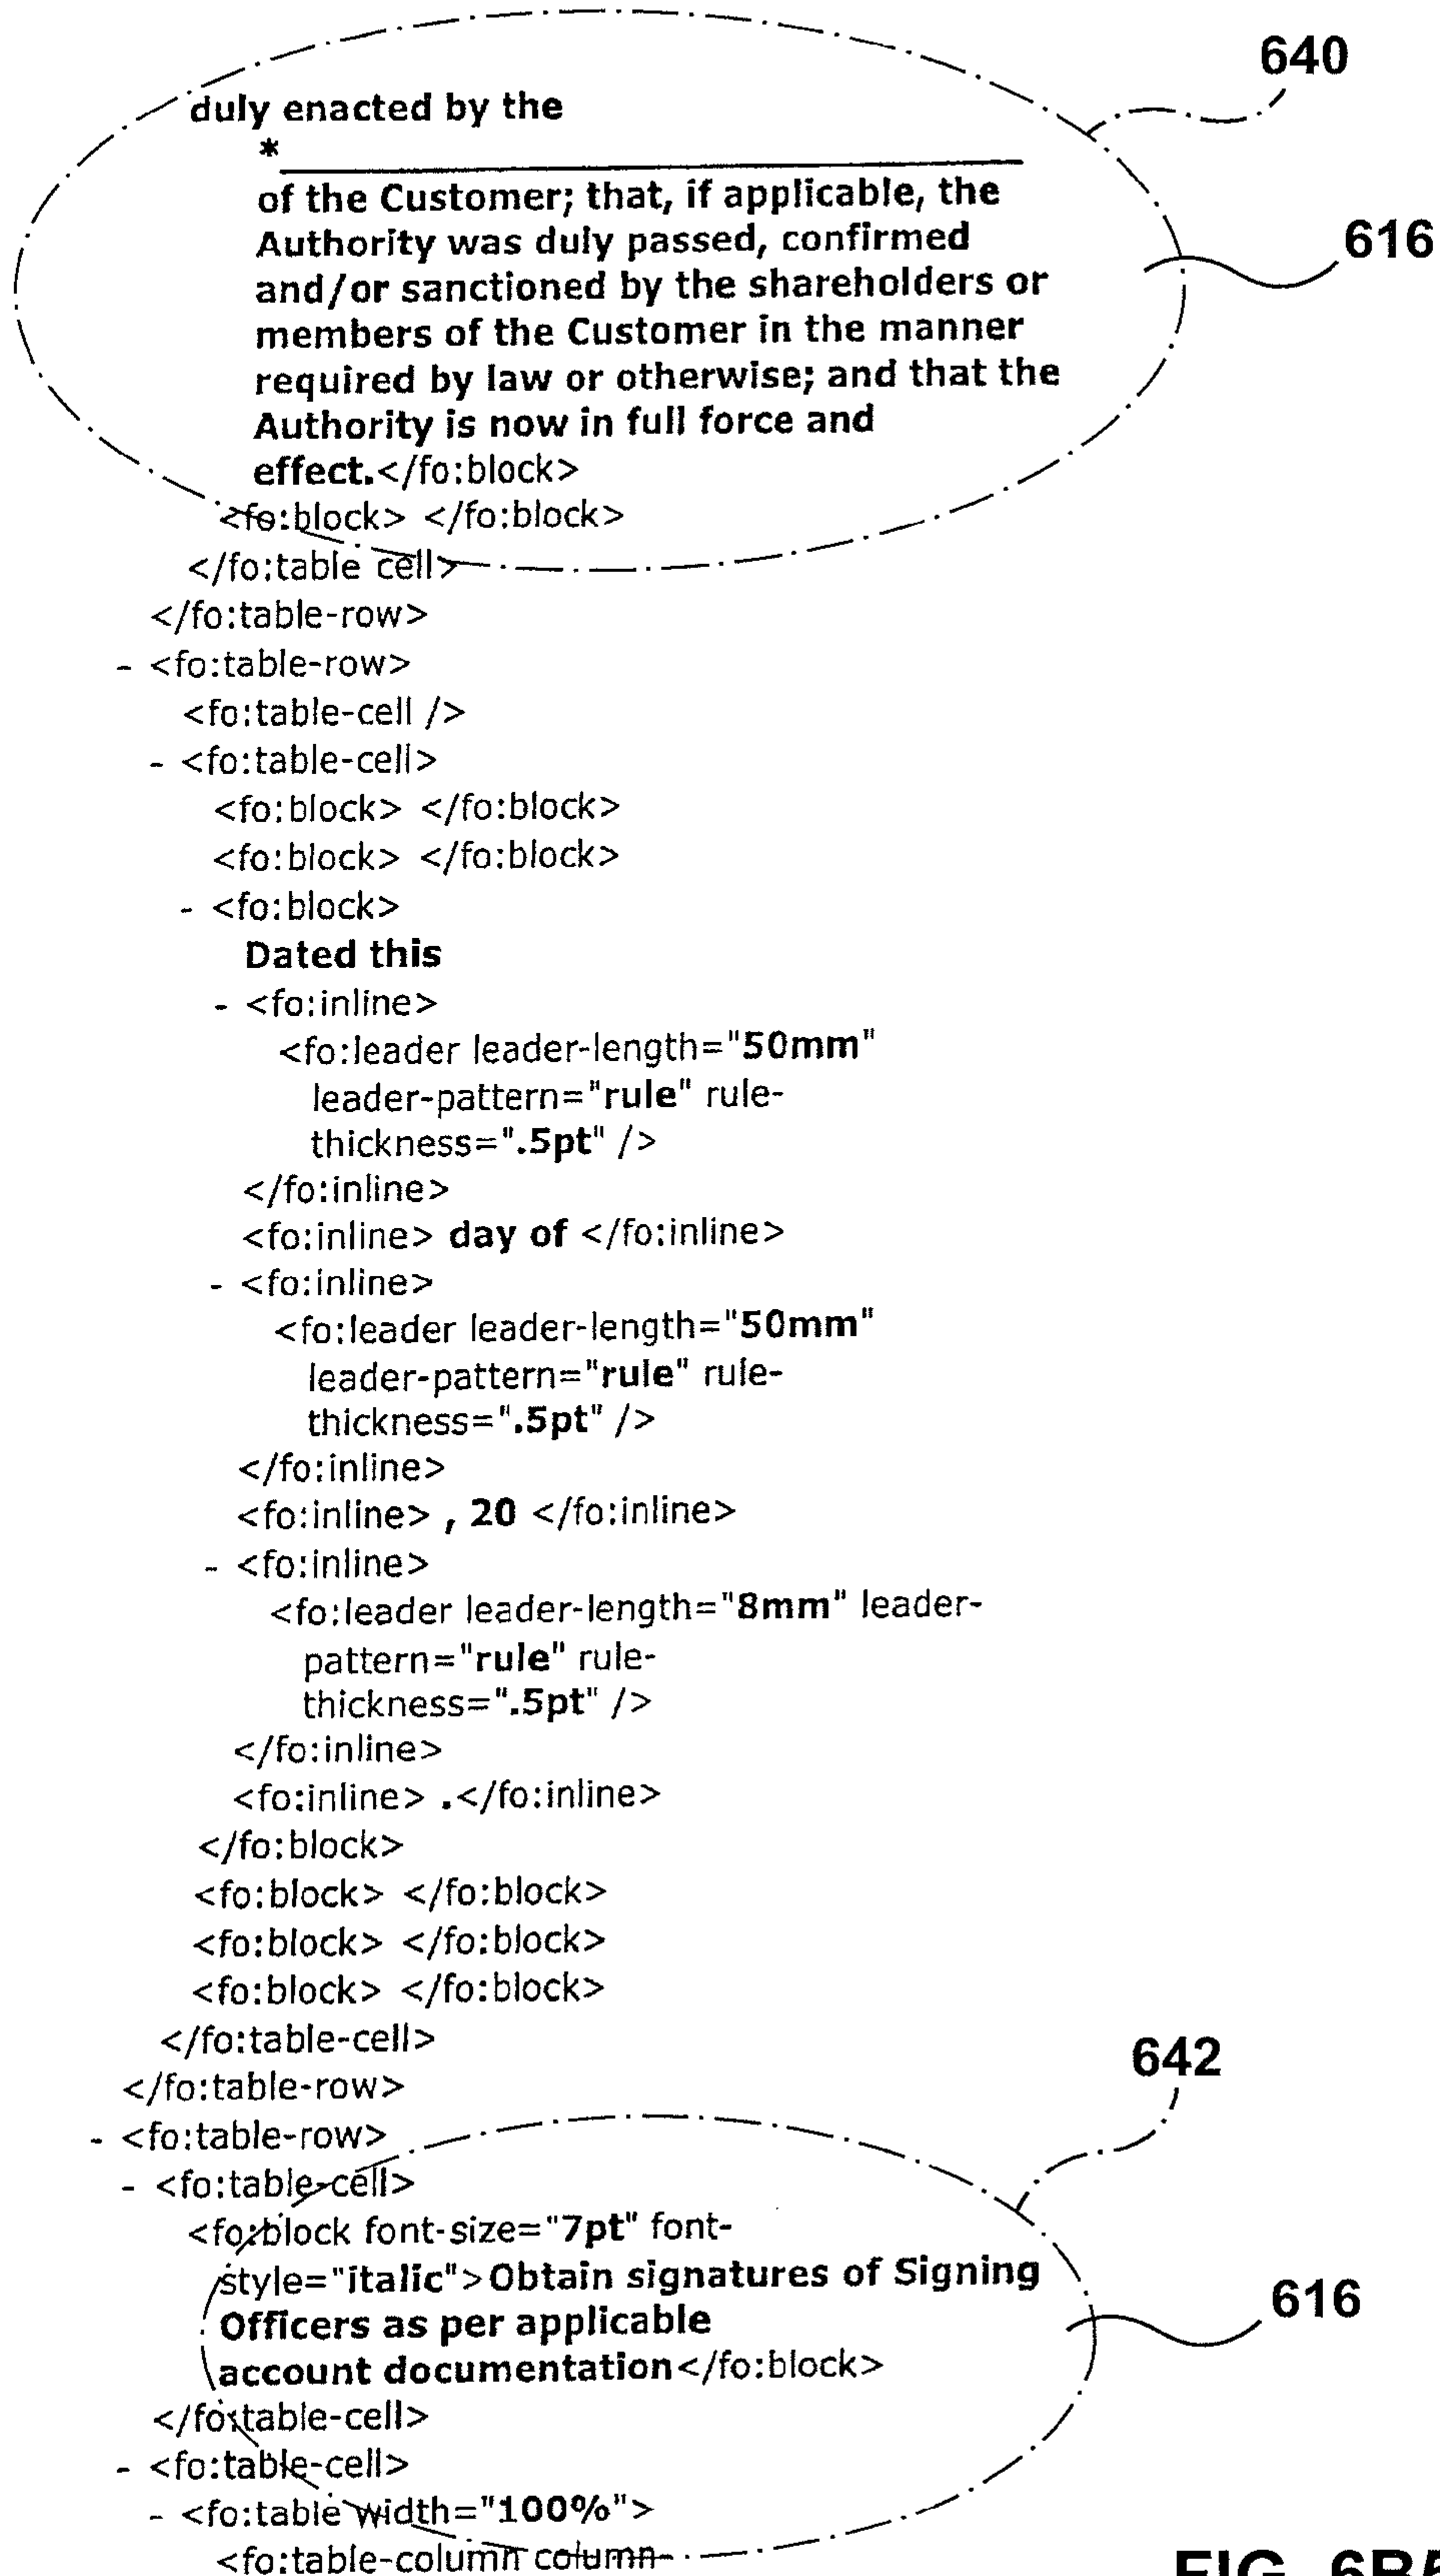 640
duly enacted by the
*
616
of the Customer; that, if applicable, the
Authority was duly passed, confirmed
and/or sanctioned by the shareholders or
members of the Customer in the manner
required by law or otherwise; and that the
Authority is now in full force and
effect.</fo:block>
<fo:block> </fo:block>
</fo:table cell>
</fo:table-row>
- <fo:table-row>
<fo:table-cell />
- <fo:table-cell>
<fo:block> </fo:block>
<fo:block> </fo:block>
- <fo:block>
Dated this
- <fo:inline>
<fo:leader leader-length="50mm"
leader-pattern="rule" rule-
thickness=".5pt" />
</fo:inline>
<fo:inline> day of </fo:inline>
- <fo:inline>
<fo:leader leader-length="50mm"
leader-pattern="rule" rule-
thickness=".5pt" />
</fo:inline>
<fo:inline> , 20 </fo:inline>
- <fo:inline>
<fo:leader leader-length="8mm" leader-
pattern="rule" rule-
thickness=".5pt" />
</fo:inline>
<fo:inline> .</fo:inline>
</fo:block>
<fo:block> </fo:block>
<fo:block> </fo:block>
<fo:block> </fo:block>
</fo:table-cell>
</fo:table-row>
642
- <fo:table-row>
- <fo:table-cell>
<fo:block font-size="7pt" font-
style="italic">Obtain signatures of Signing
616
Officers as per applicable
account documentation</fo:block>
</fo:table-cell>
- <fo:table-cell>
- <fo:table width="100%">
<fo:table-column column-
FIG. 6B5